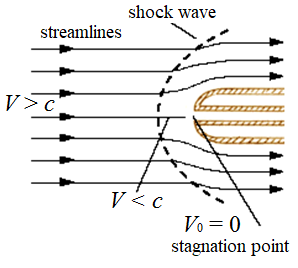 shock wave
streamlines
V > c
V < c
V₀ = 0
stagnation point